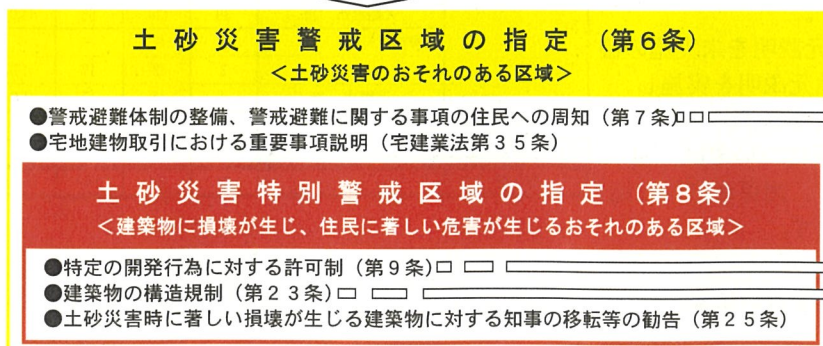 土砂災害警戒区域の指定 (第6条)
＜土砂災害のおそれのある区域＞
●警戒避難体制の整備、警戒避難に関する事項の住民への周知（第7条）
●宅地建物取引における重要事項説明（宅建業法第３５条）
土砂災害特別警戒区域の指定 (第8条)
＜建築物に損壊が生じ、住民に著しい危害が生じるおそれのある区域＞
●特定の開発行為に対する許可制（第９条）
●建築物の構造規制（第２３条）
●土砂災害時に著しい損壊が生じる建築物に対する知事の移転等の勧告（第２５条）